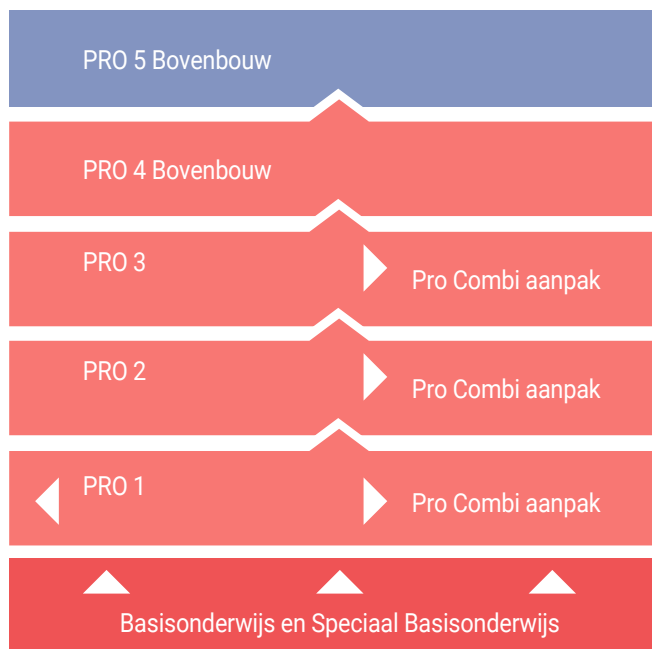 PRO 5 Bovenbouw
PRO 4 Bovenbouw
PRO 3
Pro Combi aanpak
PRO 2
Pro Combi aanpak
PRO 1
Pro Combi aanpak
Basisonderwijs en Speciaal Basisonderwijs